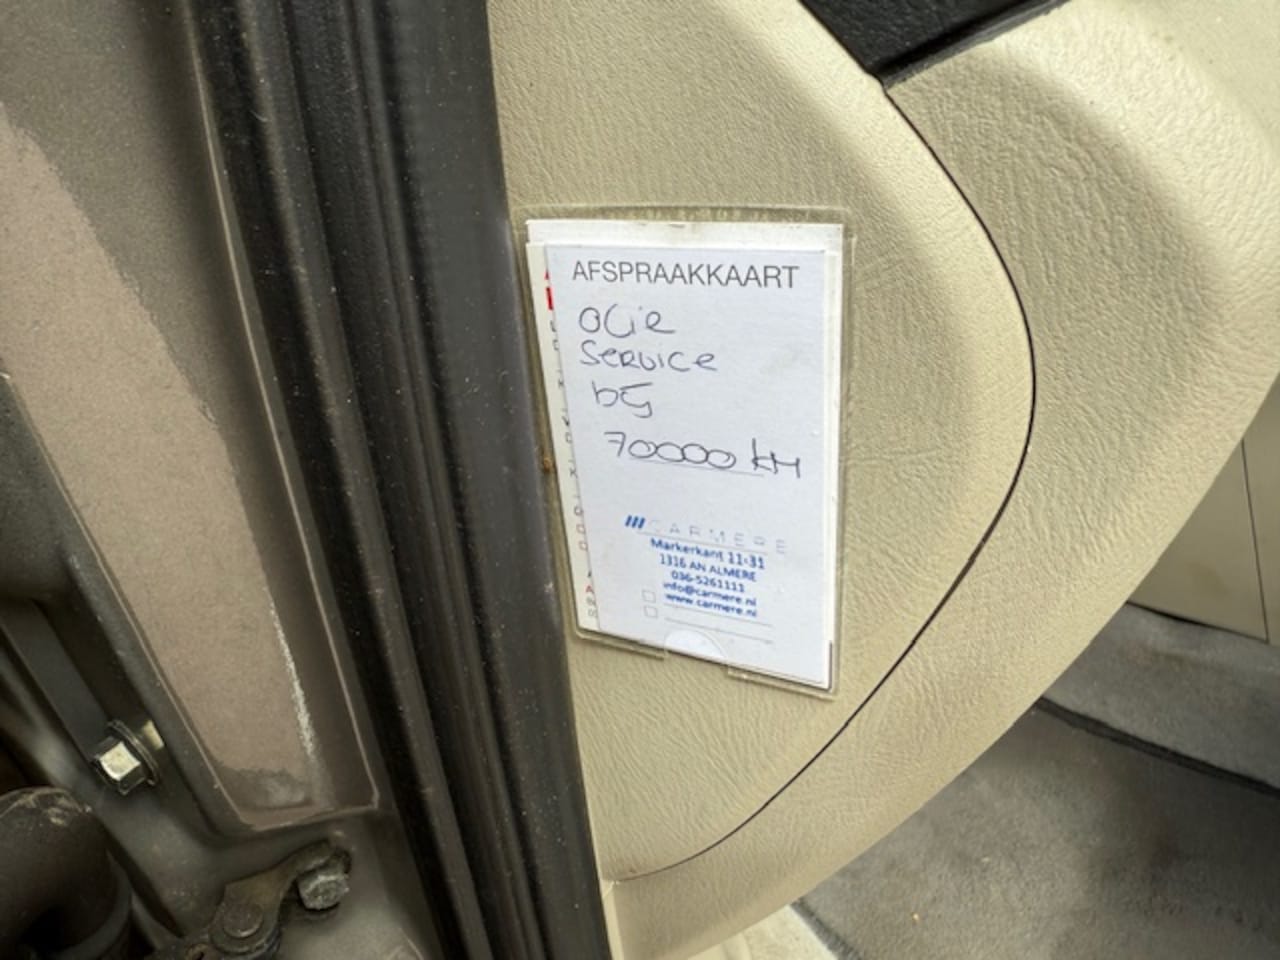 AFSPRAAKKAART
Olie
Service
bij
70000 km
CARMERE
Markerkant 11-31
1316 AN ALMERE
036-5261111
info@carmere.nl
www.carmere.nl